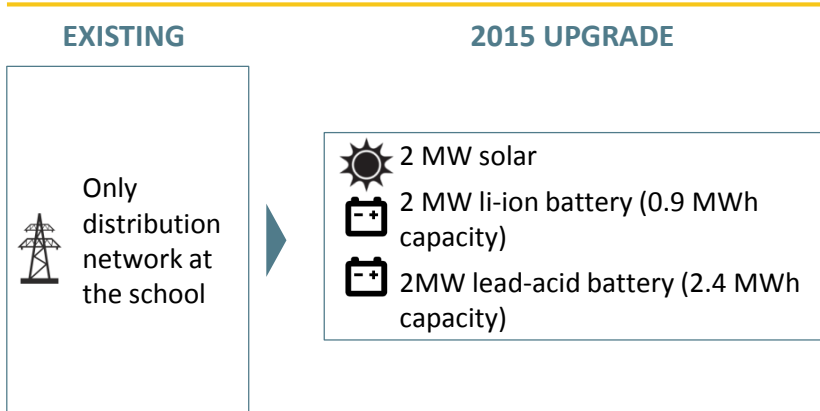 EXISTING
2015 UPGRADE
Only
distribution
network at
the school
2 MW solar
2 MW li-ion battery (0.9 MWh
capacity)
2MW lead-acid battery (2.4 MWh
capacity)